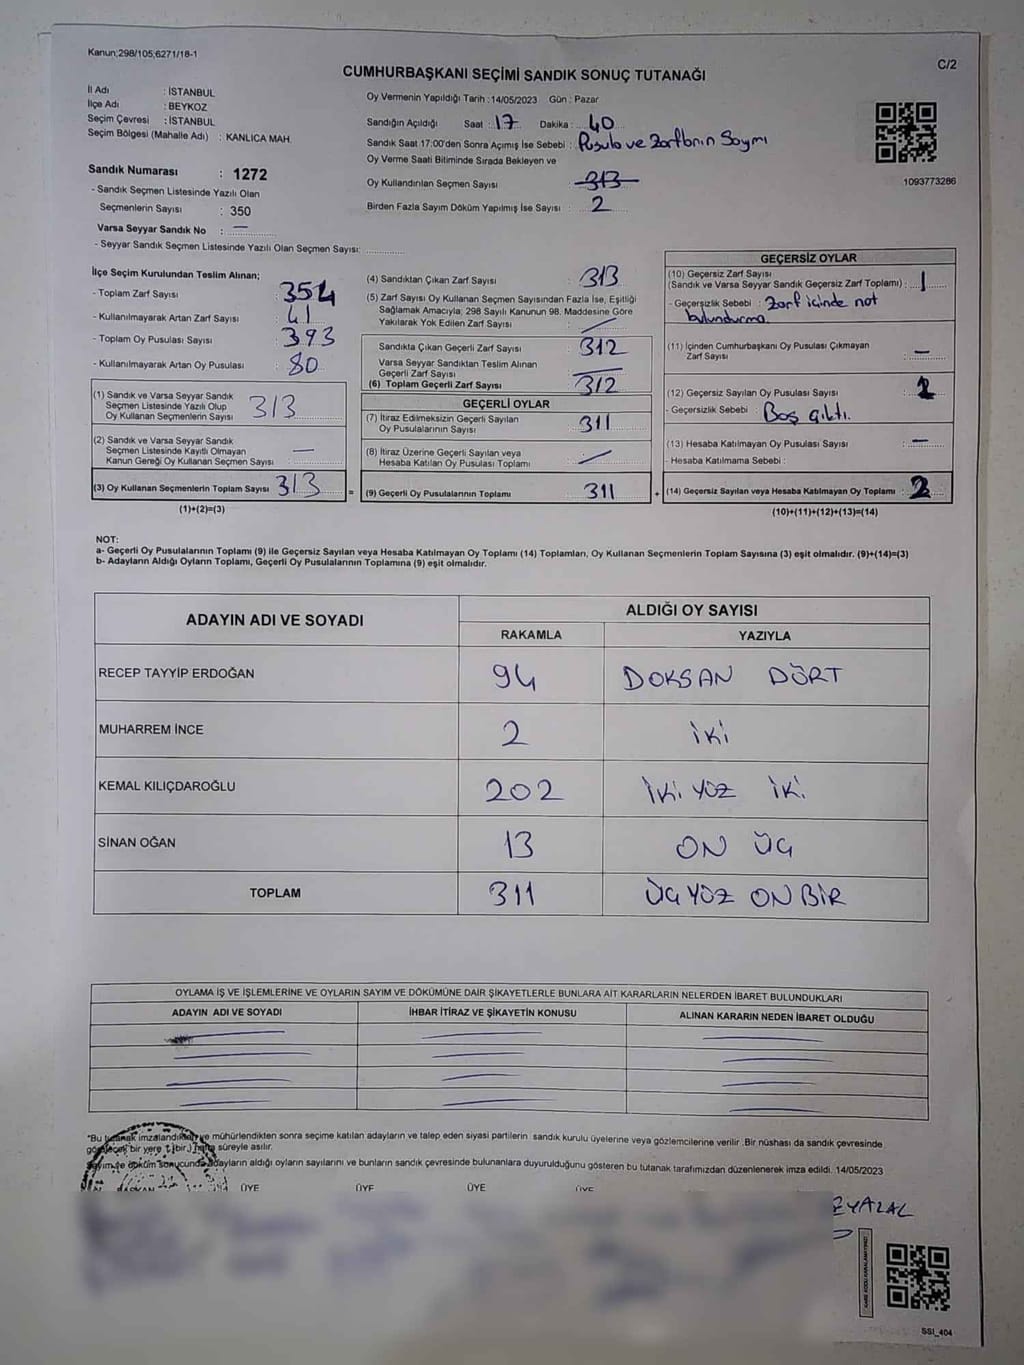 Kanun;298/105;6271/18-1
C/2
CUMHURBAŞKANI SEÇİMİ SANDIK SONUÇ TUTANAĞI
İl Adı : İSTANBUL
İlçe Adı : BEYKOZ
Seçim Çevresi : İSTANBUL
Seçim Bölgesi (Mahalle Adı) : KANLICA MAH.
Sandık Numarası : 1272
- Sandık Seçmen Listesinde Yazılı Olan
Seçmenlerin Sayısı : 350
Varsa Seyyar Sandık No : —
- Seyyar Sandık Seçmen Listesinde Yazılı Olan Seçmen Sayısı:
Oy Vermenin Yapıldığı Tarih : 14/05/2023 Gün : Pazar
Sandığın Açıldığı Saat : 17 Dakika : 40
Sandık Saat 17:00'den Sonra Açımış İse Sebebi : Pusula ve Zarfların Sayımı
Oy Verme Saati Bitiminde Sırada Bekleyen ve
Oy Kullandırılan Seçmen Sayısı : 313
Birden Fazla Sayım Döküm Yapılmış İse Sayısı : 2
1093773286
İlçe Seçim Kurulundan Teslim Alınan;
- Toplam Zarf Sayısı : 354
- Kullanılmayarak Artan Zarf Sayısı : 41
- Toplam Oy Pusulası Sayısı : 393
- Kullanılmayarak Artan Oy Pusulası : 80
(1) Sandık ve Varsa Seyyar Sandık
Seçmen Listesinde Yazılı Olup
Oy Kullanan Seçmenlerin Sayısı 313
(2) Sandık ve Varsa Seyyar Sandık
Seçmen Listesinde Kayıtlı Olmayan
Kanun Gereği Oy Kullanan Seçmen Sayısı —
(3) Oy Kullanan Seçmenlerin Toplam Sayısı 313
(1)+(2)=(3)
=
(4) Sandıktan Çıkan Zarf Sayısı : 313
(5) Zarf Sayısı Oy Kullanan Seçmen Sayısından Fazla İse, Eşitliği
Sağlamak Amacıyla; 298 Sayılı Kanunun 98. Maddesine Göre
Yakılarak Yok Edilen Zarf Sayısı : /
Sandıkta Çıkan Geçerli Zarf Sayısı : 312
Varsa Seyyar Sandıktan Teslim Alınan
Geçerli Zarf Sayısı : —
(6) Toplam Geçerli Zarf Sayısı : 312
GEÇERLİ OYLAR
(7) İtiraz Edilmeksizin Geçerli Sayılan
Oy Pusulalarının Sayısı : 311
(8) İtiraz Üzerine Geçerli Sayılan veya
Hesaba Katılan Oy Pusulası Toplamı : /
(9) Geçerli Oy Pusulalarının Toplamı 311
+
GEÇERSİZ OYLAR
(10) Geçersiz Zarf Sayısı
(Sandık ve Varsa Seyyar Sandık Geçersiz Zarf Toplamı) : 1
- Geçersizlik Sebebi : Zarf içinde not
bulundurma.
(11) İçinden Cumhurbaşkanı Oy Pusulası Çıkmayan
Zarf Sayısı : —
(12) Geçersiz Sayılan Oy Pusulası Sayısı : 1
- Geçersizlik Sebebi Boş çıktı.
(13) Hesaba Katılmayan Oy Pusulası Sayısı : —
- Hesaba Katılmama Sebebi :
(14) Geçersiz Sayılan veya Hesaba Katılmayan Oy Toplamı : 2
(10)+(11)+(12)+(13)=(14)
NOT:
a- Geçerli Oy Pusulalarının Toplamı (9) ile Geçersiz Sayılan veya Hesaba Katılmayan Oy Toplamı (14) Toplamları, Oy Kullanan Seçmenlerin Toplam Sayısına (3) eşit olmalıdır. (9)+(14)=(3)
b- Adayların Aldığı Oyların Toplamı, Geçerli Oy Pusulalarının Toplamına (9) eşit olmalıdır.
ADAYIN ADI VE SOYADI
ALDIĞI OY SAYISI
RAKAMLA YAZIYLA
RECEP TAYYİP ERDOĞAN 94 DOKSAN DÖRT
MUHARREM İNCE 2 İKİ
KEMAL KILIÇDAROĞLU 202 İKİ YÜZ İKİ
SİNAN OĞAN 13 ON ÜÇ
TOPLAM 311 ÜÇ YÜZ ON BİR
OYLAMA İŞ VE İŞLEMLERİNE VE OYLARIN SAYIM VE DÖKÜMÜNE DAİR ŞİKAYETLERLE BUNLARA AİT KARARLARIN NELERDEN İBARET BULUNDUKLARI
ADAYIN ADI VE SOYADI İHBAR İTİRAZ VE ŞİKAYETİN KONUSU ALINAN KARARIN NEDEN İBARET OLDUĞU
"Bu tutanak imzalandıktan ve mühürlendikten sonra seçime katılan adayların ve talep eden siyasi partilerin sandık kurulu üyelerine veya gözlemcilerine verilir .Bir nüshası da sandık çevresinde
bir yere 1 (bir) hafta süreyle asılır.
Sayım ve döküm sonucunda adayların aldığı oyların sayılarını ve bunların sandık çevresinde bulunanlara duyurulduğunu gösteren bu tutanak tarafımızdan düzenlenerek imza edildi. 14/05/2023
BAŞKAN ÜYE ÜYE ÜYE ÜYE
SSI_404